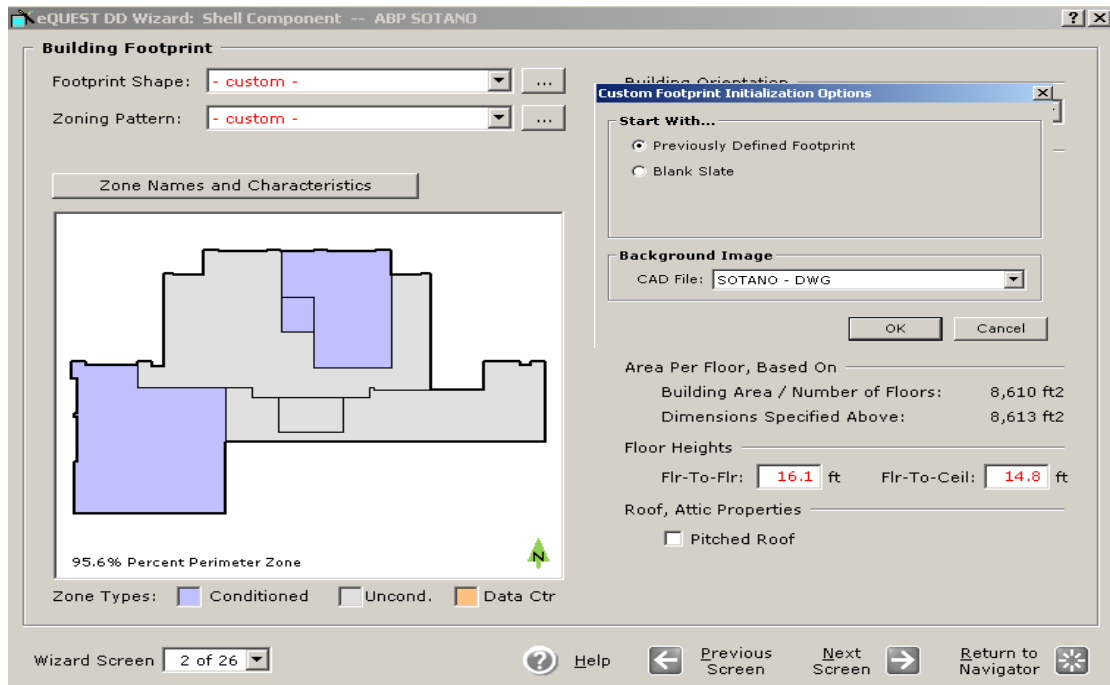 eQUEST DD Wizard: Shell Component -- ABP SOTANO
Building Footprint
Footprint Shape: - custom - ...
Zoning Pattern: - custom - ...
Zone Names and Characteristics
95.6% Percent Perimeter Zone
N
Zone Types: Conditioned Uncond. Data Ctr
Building Orientation
Custom Footprint Initialization Options
Start With...
Previously Defined Footprint
Blank Slate
Background Image
CAD File: SOTANO - DWG
OK Cancel
Area Per Floor, Based On
Building Area / Number of Floors: 8,610 ft2
Dimensions Specified Above: 8,613 ft2
Floor Heights
Flr-To-Flr: 16.1 ft Flr-To-Ceil: 14.8 ft
Roof, Attic Properties
Pitched Roof
Wizard Screen 2 of 26
Help
Previous Screen
Next Screen
Return to Navigator